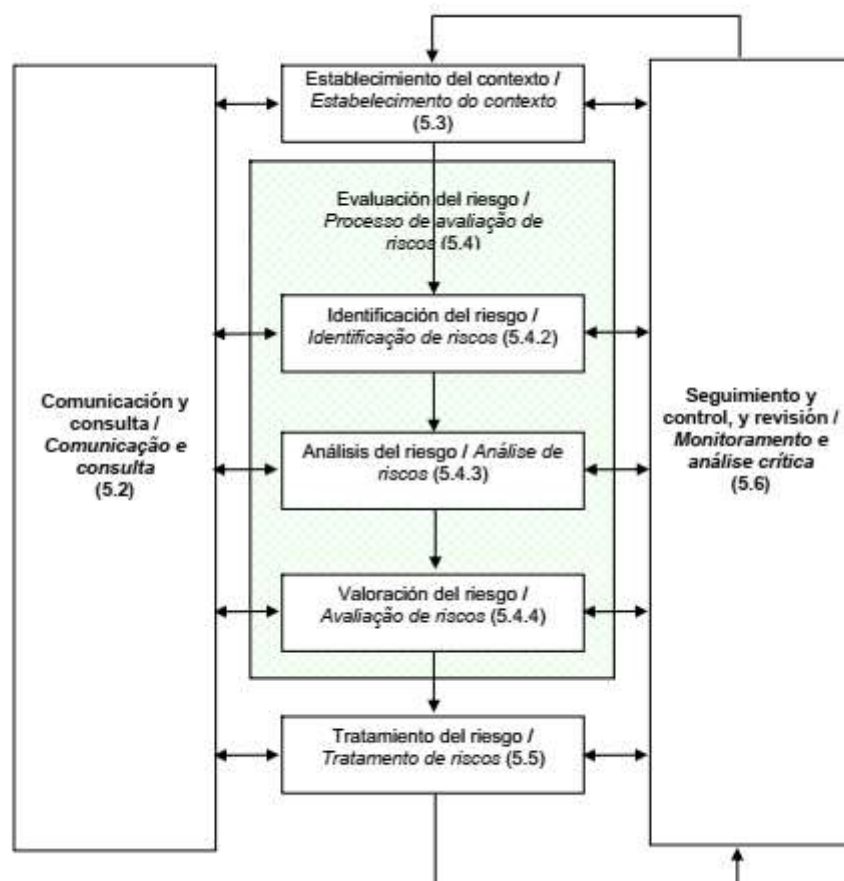 Establecimiento del contexto /
Estabelecimento do contexto
(5.3)
Evaluación del riesgo /
Processo de avaliação de
riscos (5.4)
Identificación del riesgo /
Identificação de riscos (5.4.2)
Comunicación y
consulta /
Comunicação e
consulta
(5.2)
Análisis del riesgo / Análise de
riscos (5.4.3)
Seguimiento y
control, y revisión /
Monitoramento e
análise crítica
(5.6)
Valoración del riesgo /
Avaliação de riscos (5.4.4)
Tratamiento del riesgo /
Tratamento de riscos (5.5)